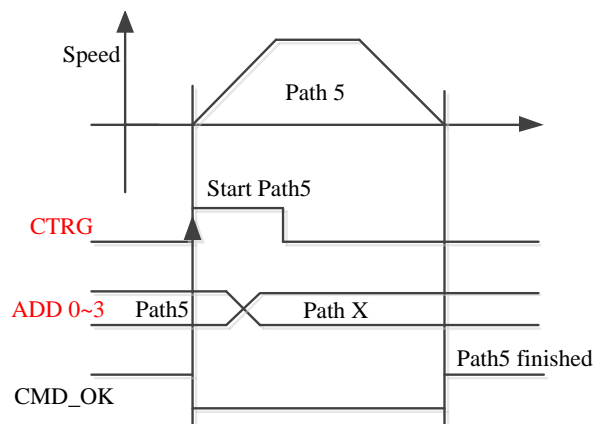 Speed
Path 5
Start Path5
CTRG
ADD 0~3
Path5
Path X
Path5 finished
CMD_OK